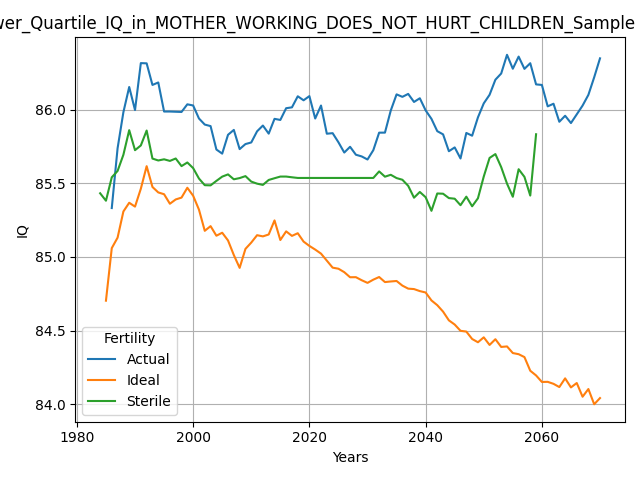 wer_Quartile_IQ_in_MOTHER_WORKING_DOES_NOT_HURT_CHILDREN_Sample
86.0
85.5
85.0
84.5
84.0
IQ
Fertility
Actual
Ideal
Sterile
1980 2000 2020 2040 2060
Years